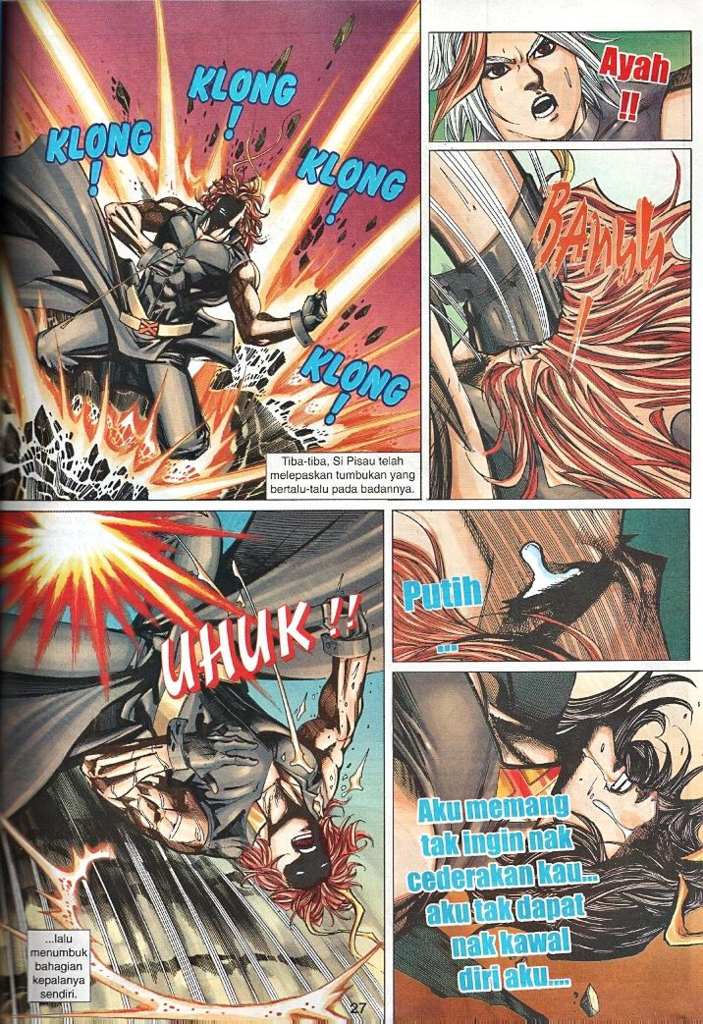 KLONG
!
KLONG
!
KLONG
!
KLONG
!
KLONG
!
Tiba-tiba, Si Pisau telah
melepaskan tumbukan yang
bertalu-talu pada badannya.
Ayah
!!
BANGG
!
UHUK !!
...lalu
menumbuk
bahagian
kepalanya
sendiri.
27
Putih
...
Aku memang
tak ingin nak
cederakan kau...
aku tak dapat
nak kawal
diri aku....